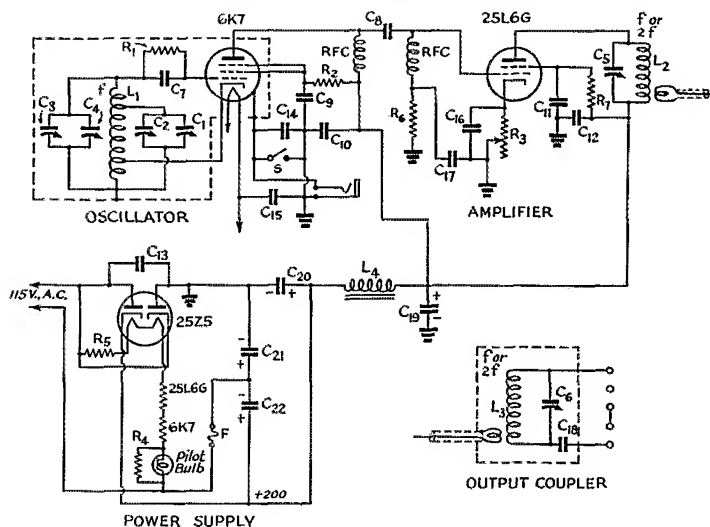 6K7
C8
25L6G
f or
2f
R1
RFC
RFC
C5
L2
C7
R2
C9
f
L1
C3
C4
C2
C1
C14
C10
R6
C16
R3
C11
R7
C12
S
C17
C15
OSCILLATOR
AMPLIFIER
C13
C20
L4
115V., A.C.
- +
25Z5
+
-
C19
R5
-
C21
+
25L6G
-
C22
+
6K7
F
R4
Pilot
Bulb
+200
POWER SUPPLY
f or
2f
L3
C6
C18
OUTPUT COUPLER